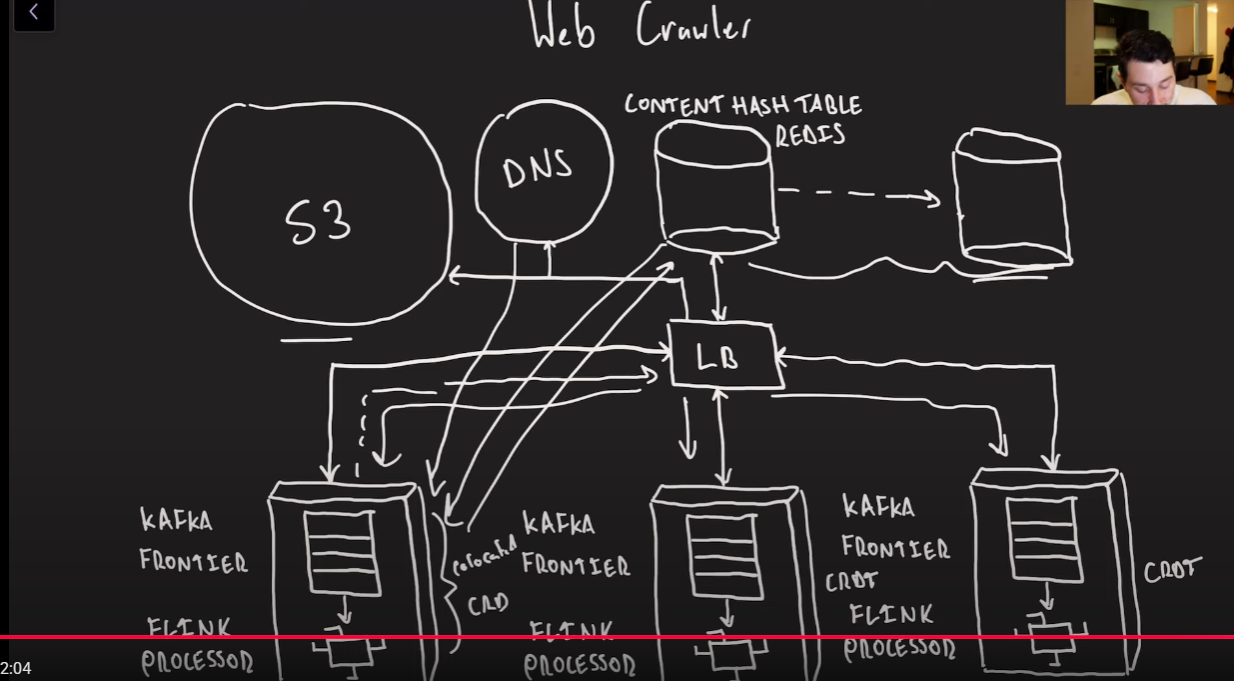 Web Crawler
CONTENT HASH TABLE
REDIS
S3
DNS
LB
KAFKA
FRONTIER
FLINK
PROCESSOR
colocated
CRD
KAFKA
FRONTIER
FLINK
PROCESSOR
CRDT
KAFKA
FRONTIER
FLINK
PROCESSOR
CRDT
2:04